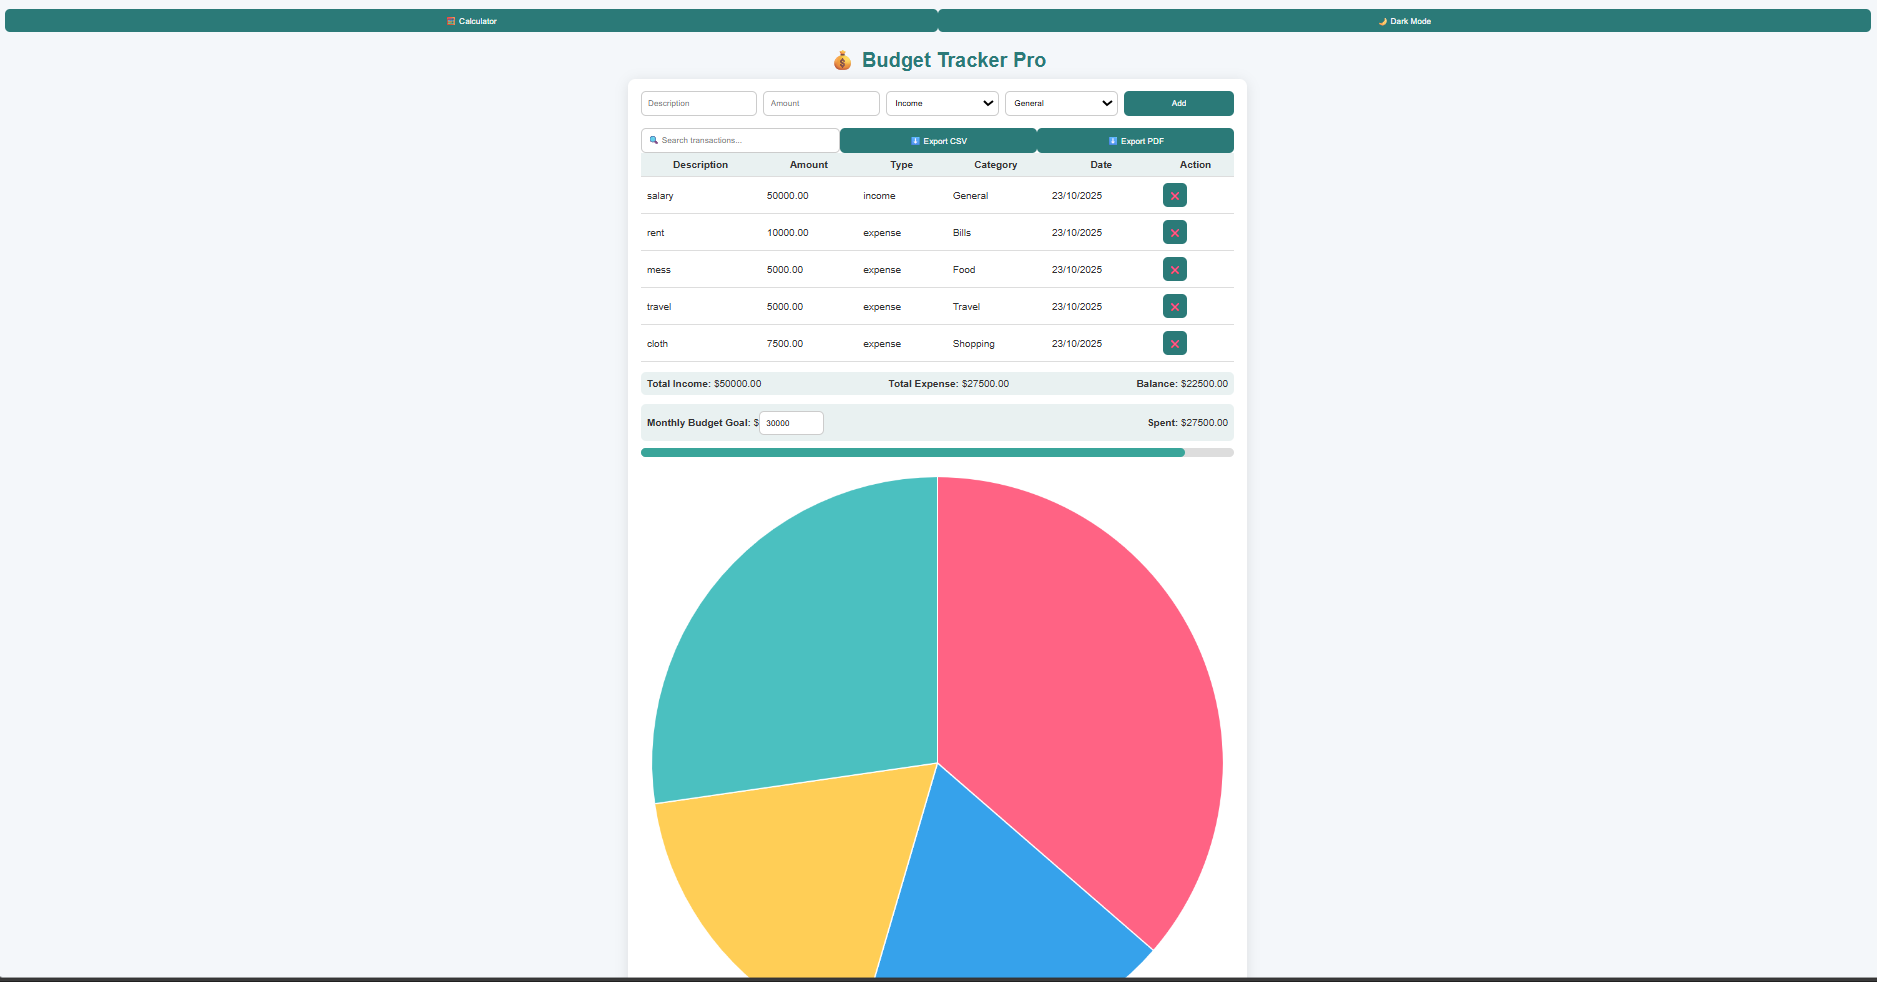 🧮 Calculator 🌙 Dark Mode
💰 Budget Tracker Pro
Description Amount Income General Add
🔍 Search transactions... ⬇️ Export CSV ⬇️ Export PDF
Description Amount Type Category Date Action
salary 50000.00 income General 23/10/2025 ❌
rent 10000.00 expense Bills 23/10/2025 ❌
mess 5000.00 expense Food 23/10/2025 ❌
travel 5000.00 expense Travel 23/10/2025 ❌
cloth 7500.00 expense Shopping 23/10/2025 ❌
Total Income: $50000.00 Total Expense: $27500.00 Balance: $22500.00
Monthly Budget Goal: $ 30000 Spent: $27500.00